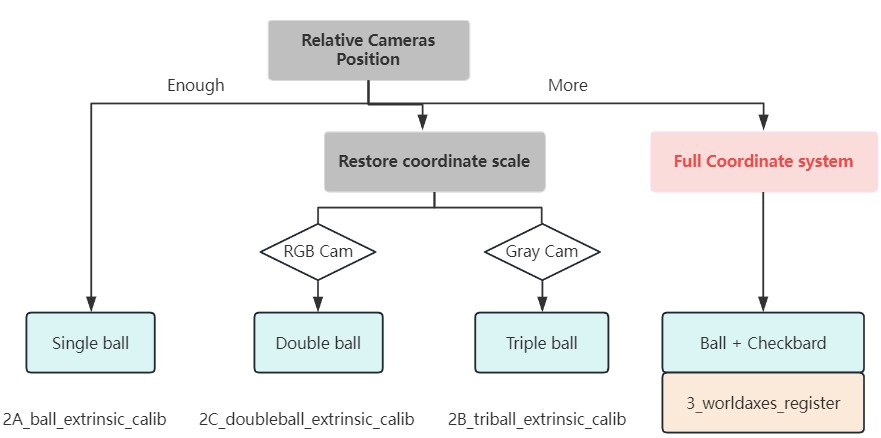 Relative Cameras
Position
Enough
More
Restore coordinate scale
Full Coordinate system
RGB Cam
Gray Cam
Single ball
Double ball
Triple ball
Ball + Checkbard
3_worldaxes_register
2A_ball_extrinsic_calib
2C_doubleball_extrinsic_calib
2B_triball_extrinsic_calib